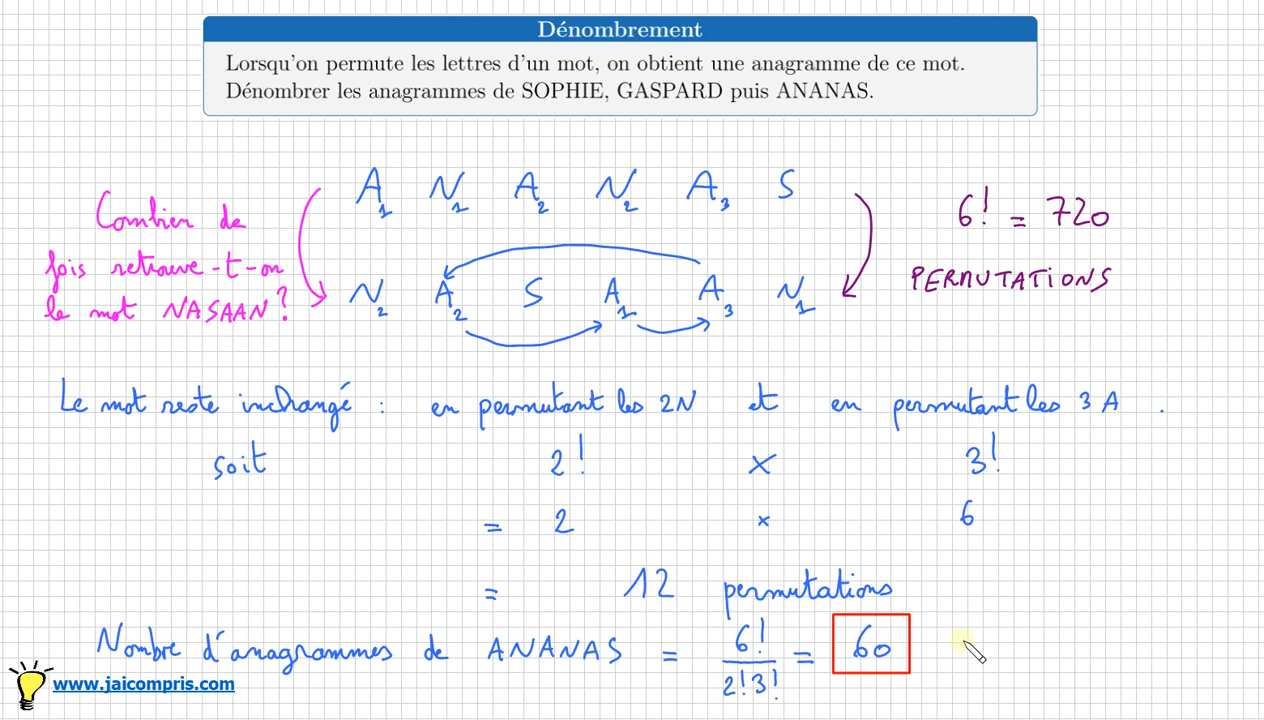 Dénombrement
Lorsqu'on permute les lettres d'un mot, on obtient une anagramme de ce mot.
Dénombrer les anagrammes de SOPHIE, GASPARD puis ANANAS.
A₁ N₁ A₂ N₂ A₃ S
6! = 720
PERMUTATIONS
Combien de
fois retrouve-t-on
le mot NASAAN?
N₂ A₂ S A₁ A₃ N₁
Le mot reste inchangé : en permutant les 2N et en permutant les 3 A .
soit 2! × 3!
= 2 × 6
= 12 permutations
Nombre d'anagrammes de ANANAS = 6!/2!3! = 60
www.jaicompris.com